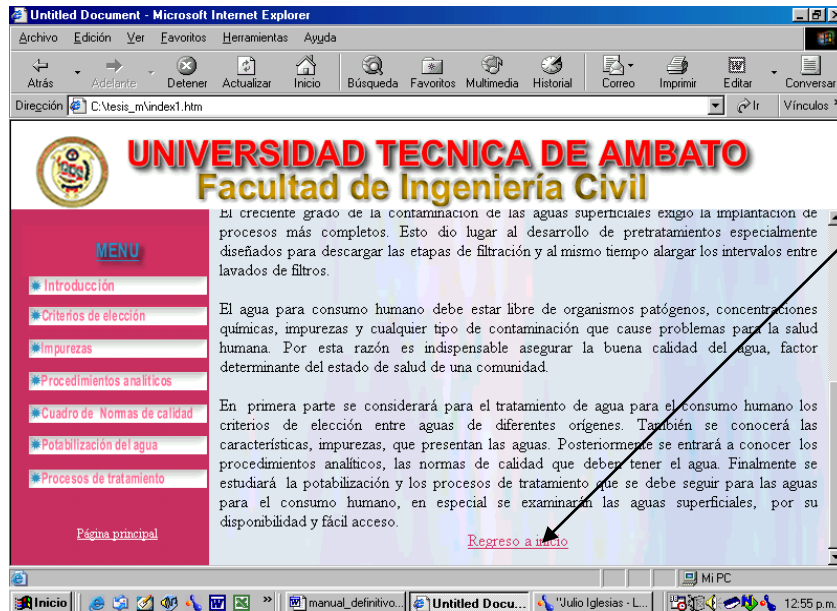 Untitled Document - Microsoft Internet Explorer
Archivo Edición Ver Favoritos Herramientas Ayuda
Atrás Adelante Detener Actualizar Inicio Búsqueda Favoritos Multimedia Historial Correo Imprimir Editar Conversar
Dirección C:\tesis_m\index1.htm Ir Vínculos
UNIVERSIDAD TECNICA DE AMBATO
Facultad de Ingeniería Civil
MENU
Introducción
Criterios de elección
Impurezas
Procedimientos analíticos
Cuadro de Normas de calidad
Potabilización del agua
Procesos de tratamiento
Página principal
El creciente grado de la contaminación de las aguas superficiales exigió la implantación de
procesos más completos. Esto dio lugar al desarrollo de pretratamientos especialmente
diseñados para descargar las etapas de filtración y al mismo tiempo alargar los intervalos entre
lavados de filtros.
El agua para consumo humano debe estar libre de organismos patógenos, concentraciones
químicas, impurezas y cualquier tipo de contaminación que cause problemas para la salud
humana. Por esta razón es indispensable asegurar la buena calidad del agua, factor
determinante del estado de salud de una comunidad.
En primera parte se considerará para el tratamiento de agua para el consumo humano los
criterios de elección entre aguas de diferentes orígenes. También se conocerá las
características, impurezas, que presentan las aguas. Posteriormente se entrará a conocer los
procedimientos analíticos, las normas de calidad que deben tener el agua. Finalmente se
estudiará la potabilización y los procesos de tratamiento que se debe seguir para las aguas
para el consumo humano, en especial se examinarán las aguas superficiales, por su
disponibilidad y fácil acceso.
Regreso a inicio
Mi PC
Inicio » manual_definitivo... Untitled Docu... "Julio Iglesias - L... 12:55 p.m.